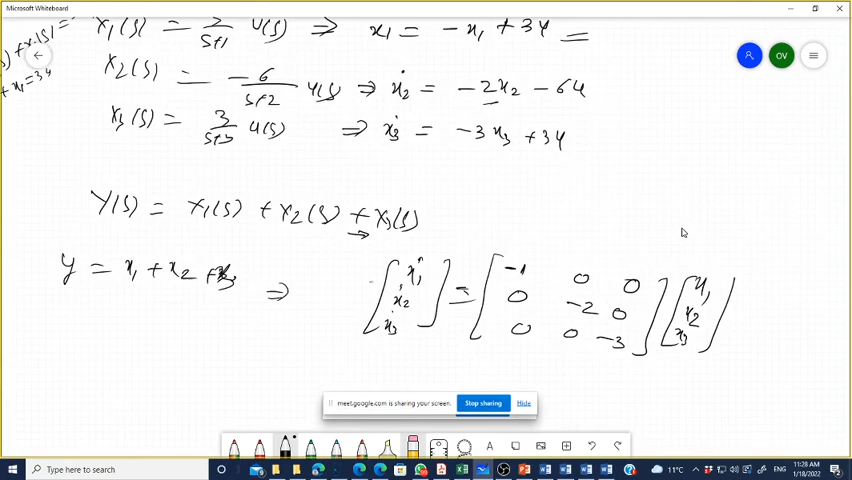 Microsoft Whiteboard
X1(s) = 3/(s+1) U(s) ⇒ x1 = -x1 + 3u
X2(s) = -6/(s+2) U(s) ⇒ ẋ2 = -2x2 - 6u
X3(s) = 3/(s+3) U(s) ⇒ ẋ3 = -3x3 + 3u
OV
Y(s) = X1(s) + X2(s) + X3(s)
y = x1 + x2 + x3 ⇒ [ẋ1 ẋ2 ẋ3] = [-1 0 0 0 -2 0 0 0 -3] [x1 x2 x3]
meet.google.com is sharing your screen. Stop sharing Hide
Type here to search
11°C
11:28 AM
1/18/2022